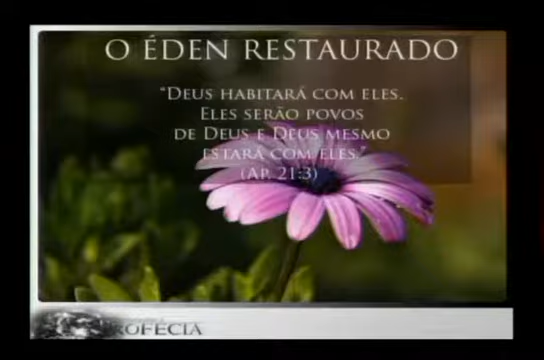 O ÉDEN RESTAURADO
“DEUS HABITARÁ COM ELES.
ELES SERÃO POVOS
DE DEUS E DEUS MESMO
ESTARÁ COM ELES.”
(AP. 21:3)
PROFECIA